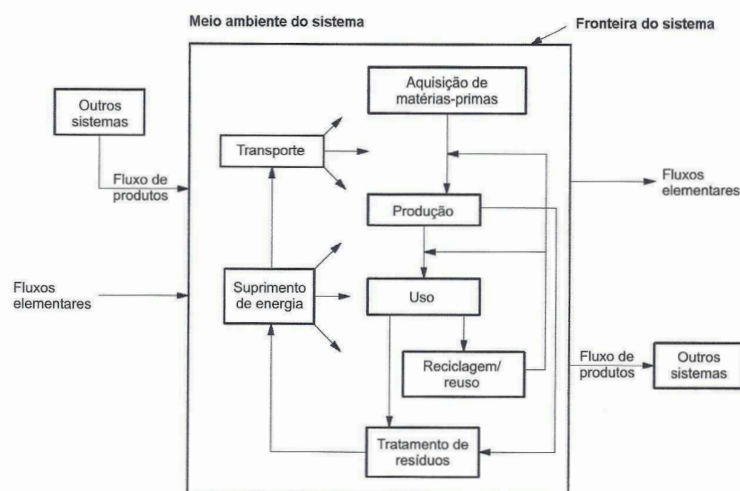 Meio ambiente do sistema
Fronteira do sistema
Aquisição de
matérias-primas
Outros
sistemas
Transporte
Fluxo de
produtos
Fluxos
elementares
Produção
Suprimento
de energia
Uso
Fluxos
elementares
Reciclagem/
reuso
Fluxo de
produtos
Outros
sistemas
Tratamento de
resíduos